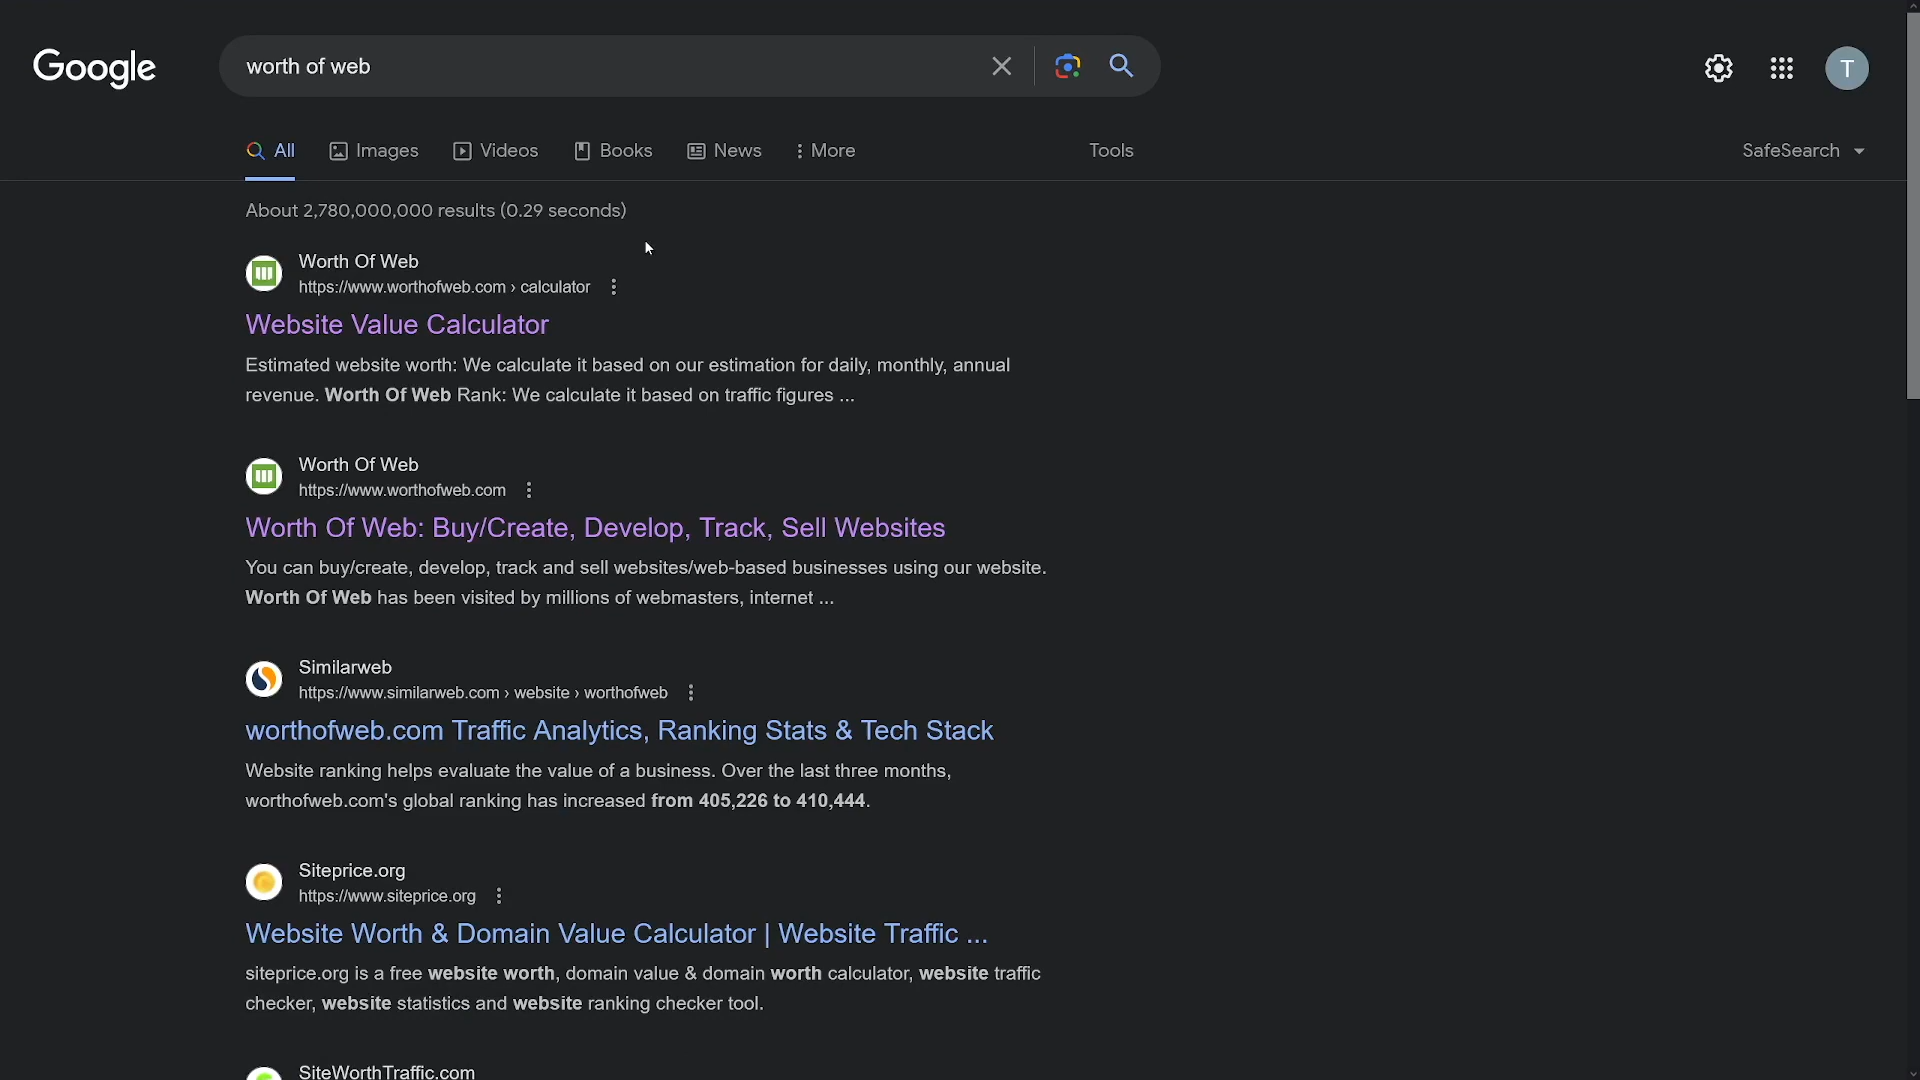 Google
worth of web
T
All Images Videos Books News More Tools SafeSearch
About 2,780,000,000 results (0.29 seconds)
Worth Of Web
https://www.worthofweb.com › calculator
Website Value Calculator
Estimated website worth: We calculate it based on our estimation for daily, monthly, annual
revenue. Worth Of Web Rank: We calculate it based on traffic figures ...
Worth Of Web
https://www.worthofweb.com
Worth Of Web: Buy/Create, Develop, Track, Sell Websites
You can buy/create, develop, track and sell websites/web-based businesses using our website.
Worth Of Web has been visited by millions of webmasters, internet ...
Similarweb
https://www.similarweb.com › website › worthofweb
worthofweb.com Traffic Analytics, Ranking Stats & Tech Stack
Website ranking helps evaluate the value of a business. Over the last three months,
worthofweb.com's global ranking has increased from 405,226 to 410,444.
Siteprice.org
https://www.siteprice.org
Website Worth & Domain Value Calculator | Website Traffic ...
siteprice.org is a free website worth, domain value & domain worth calculator, website traffic
checker, website statistics and website ranking checker tool.
SiteWorthTraffic.com